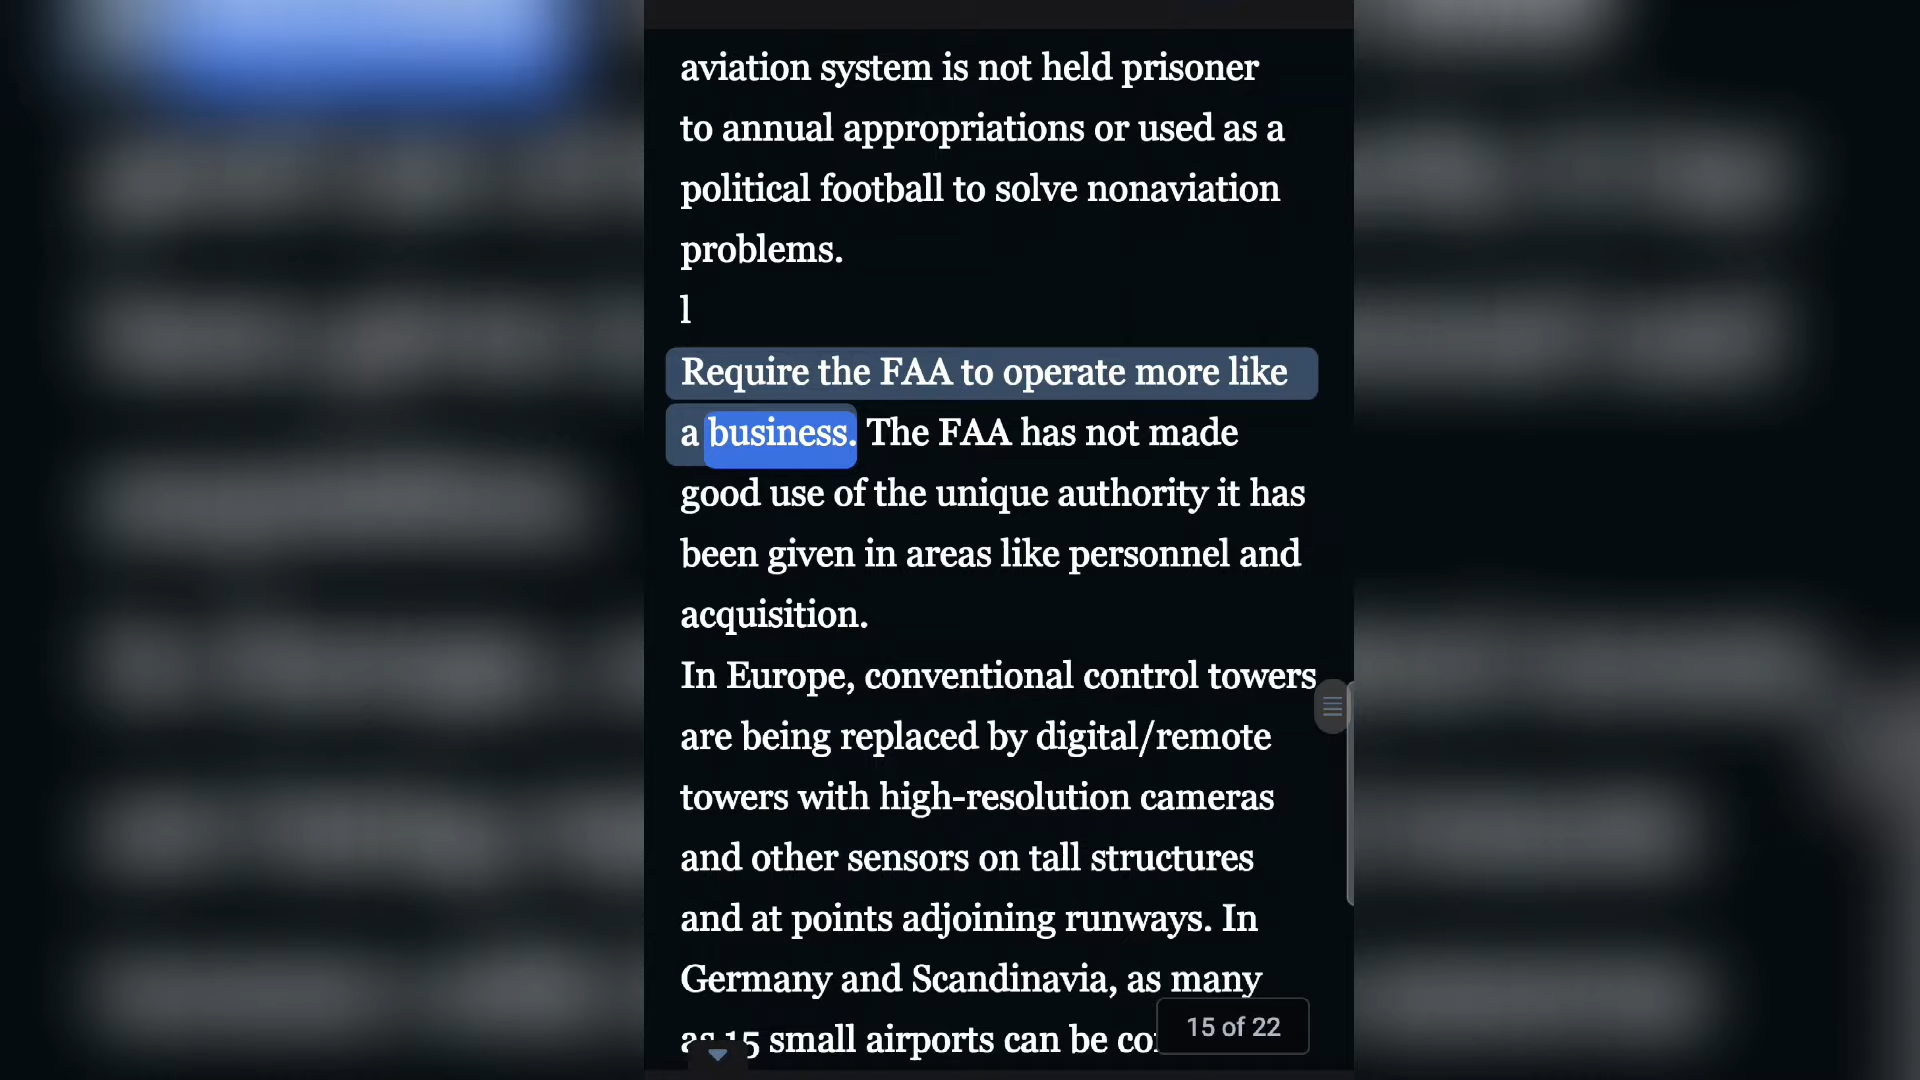 aviation system is not held prisoner
to annual appropriations or used as a
political football to solve nonaviation
problems.
l
Require the FAA to operate more like
a business. The FAA has not made
good use of the unique authority it has
been given in areas like personnel and
acquisition.
In Europe, conventional control towers
are being replaced by digital/remote
towers with high-resolution cameras
and other sensors on tall structures
and at points adjoining runways. In
Germany and Scandinavia, as many
as 15 small airports can be
15 of 22